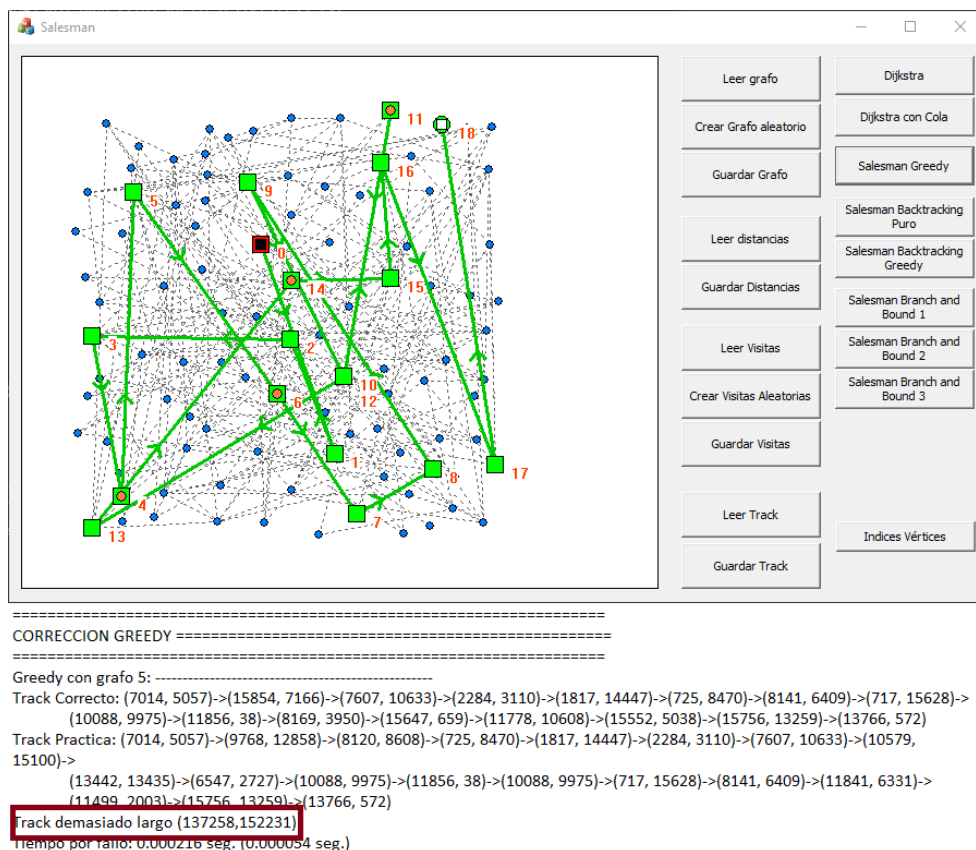 Salesman
Leer grafo
Dijkstra
Crear Grafo aleatorio
Dijkstra con Cola
Guardar Grafo
Salesman Greedy
Salesman Backtracking
Puro
Leer distancias
Salesman Backtracking
Greedy
Guardar Distancias
Salesman Branch and
Bound 1
Leer Visitas
Salesman Branch and
Bound 2
Crear Visitas Aleatorias
Salesman Branch and
Bound 3
Guardar Visitas
Leer Track
Indices Vértices
Guardar Track
11
18
16
5
9
0
14
15
3
2
10
12
6
1
8
17
4
7
13
====================================================================
CORRECCION GREEDY ==================================================
====================================================================
Greedy con grafo 5: --------------------------------------------------
Track Correcto: (7014, 5057)->(15854, 7166)->(7607, 10633)->(2284, 3110)->(1817, 14447)->(725, 8470)->(8141, 6409)->(717, 15628)->
(10088, 9975)->(11856, 38)->(8169, 3950)->(15647, 659)->(11778, 10608)->(15552, 5038)->(15756, 13259)->(13766, 572)
Track Practica: (7014, 5057)->(9768, 12858)->(8120, 8608)->(725, 8470)->(1817, 14447)->(2284, 3110)->(7607, 10633)->(10579,
15100)->
(13442, 13435)->(6547, 2727)->(10088, 9975)->(11856, 38)->(10088, 9975)->(717, 15628)->(8141, 6409)->(11841, 6331)->
(11499, 2003)->(15756, 13259)->(13766, 572)
Track demasiado largo (137258,152231)
Tiempo por fallo: 0.000216 seg. (0.000054 seg.)